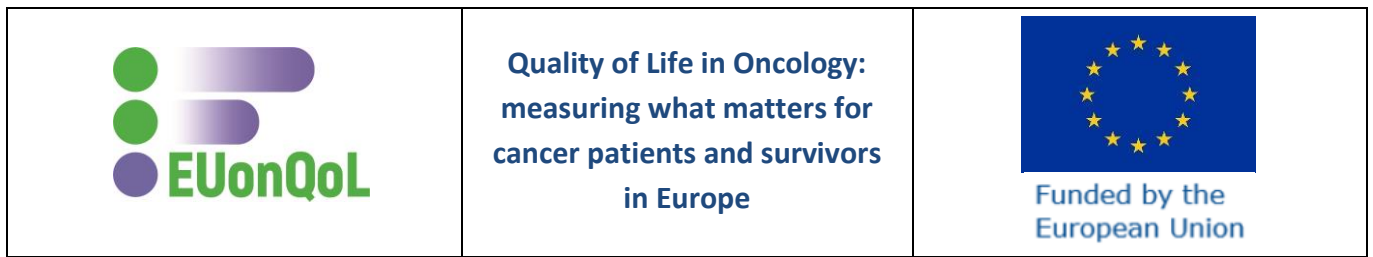 EUonQoL
Quality of Life in Oncology:
measuring what matters for
cancer patients and survivors
in Europe
Funded by the
European Union